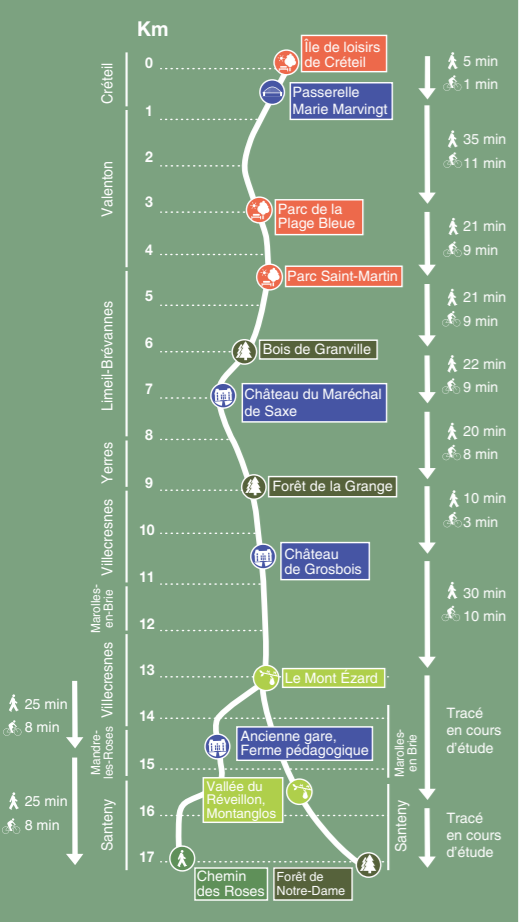 Km
0
1
2
3
4
5
6
7
8
9
10
11
12
13
14
15
16
17
Créteil
Valenton
Limeil-Brévannes
Yerres
Villecresnes
Marolles-
en-Brie
Villecresnes
Mandre-
les-Roses
Santeny
Île de loisirs
de Créteil
Passerelle
Marie Marvingt
Parc de la
Plage Bleue
Parc Saint-Martin
Bois de Granville
Château du Maréchal
de Saxe
Forêt de la Grange
Château
de Grosbois
Le Mont Ézard
Ancienne gare,
Ferme pédagogique
Vallée du
Réveillon,
Montanglos
Chemin
des Roses
Forêt de
Notre-Dame
Marolles-
en Brie
Santeny
5 min
1 min
35 min
11 min
21 min
9 min
21 min
9 min
22 min
9 min
20 min
8 min
10 min
3 min
30 min
10 min
Tracé
en cours
d'étude
Tracé
en cours
d'étude
25 min
8 min
25 min
8 min